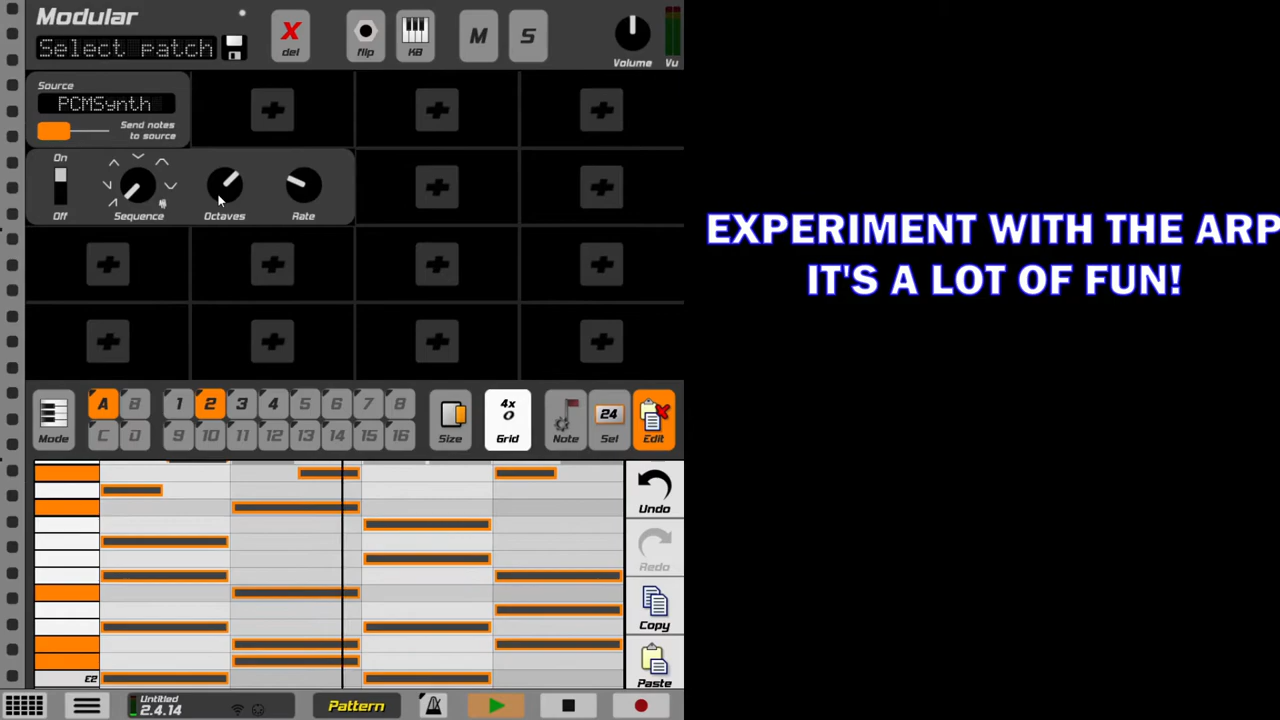 Modular
Select patch
X
del
flip
KB
M
S
Volume
Vu
Source
PCMSynth
Send notes
to source
On
Off
Sequence
Octaves
Rate
EXPERIMENT WITH THE ARP
IT'S A LOT OF FUN!
Mode
A B
C D
1 2 3 4 5 6 7 8
9 10 11 12 13 14 15 16
Size
4x
Grid
Note
24
Sel
Edit
Undo
Redo
Copy
Paste
E2
Untitled
2.4.14
Pattern